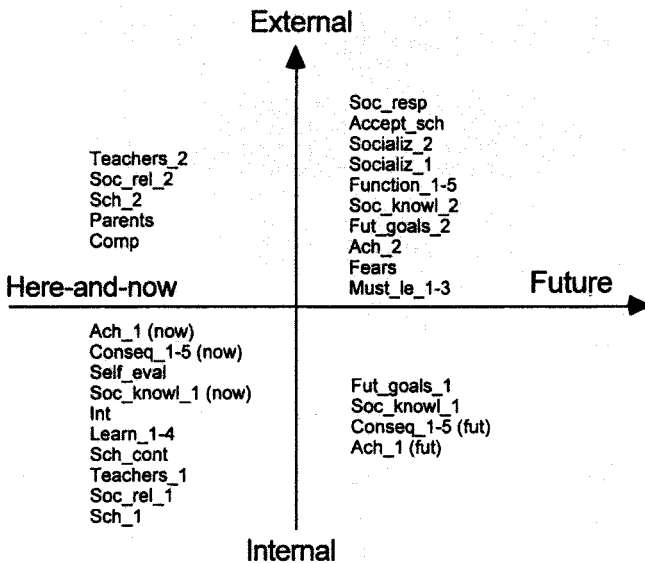 External
Soc_resp
Accept_sch
Socializ_2
Socializ_1
Function_1-5
Soc_knowl_2
Fut_goals_2
Ach_2
Fears
Must_le_1-3
Teachers_2
Soc_rel_2
Sch_2
Parents
Comp
Here-and-now
Future
Ach_1 (now)
Conseq_1-5 (now)
Self_eval
Soc_knowl_1 (now)
Int
Learn_1-4
Sch_cont
Teachers_1
Soc_rel_1
Sch_1
Fut_goals_1
Soc_knowl_1
Conseq_1-5 (fut)
Ach_1 (fut)
Internal